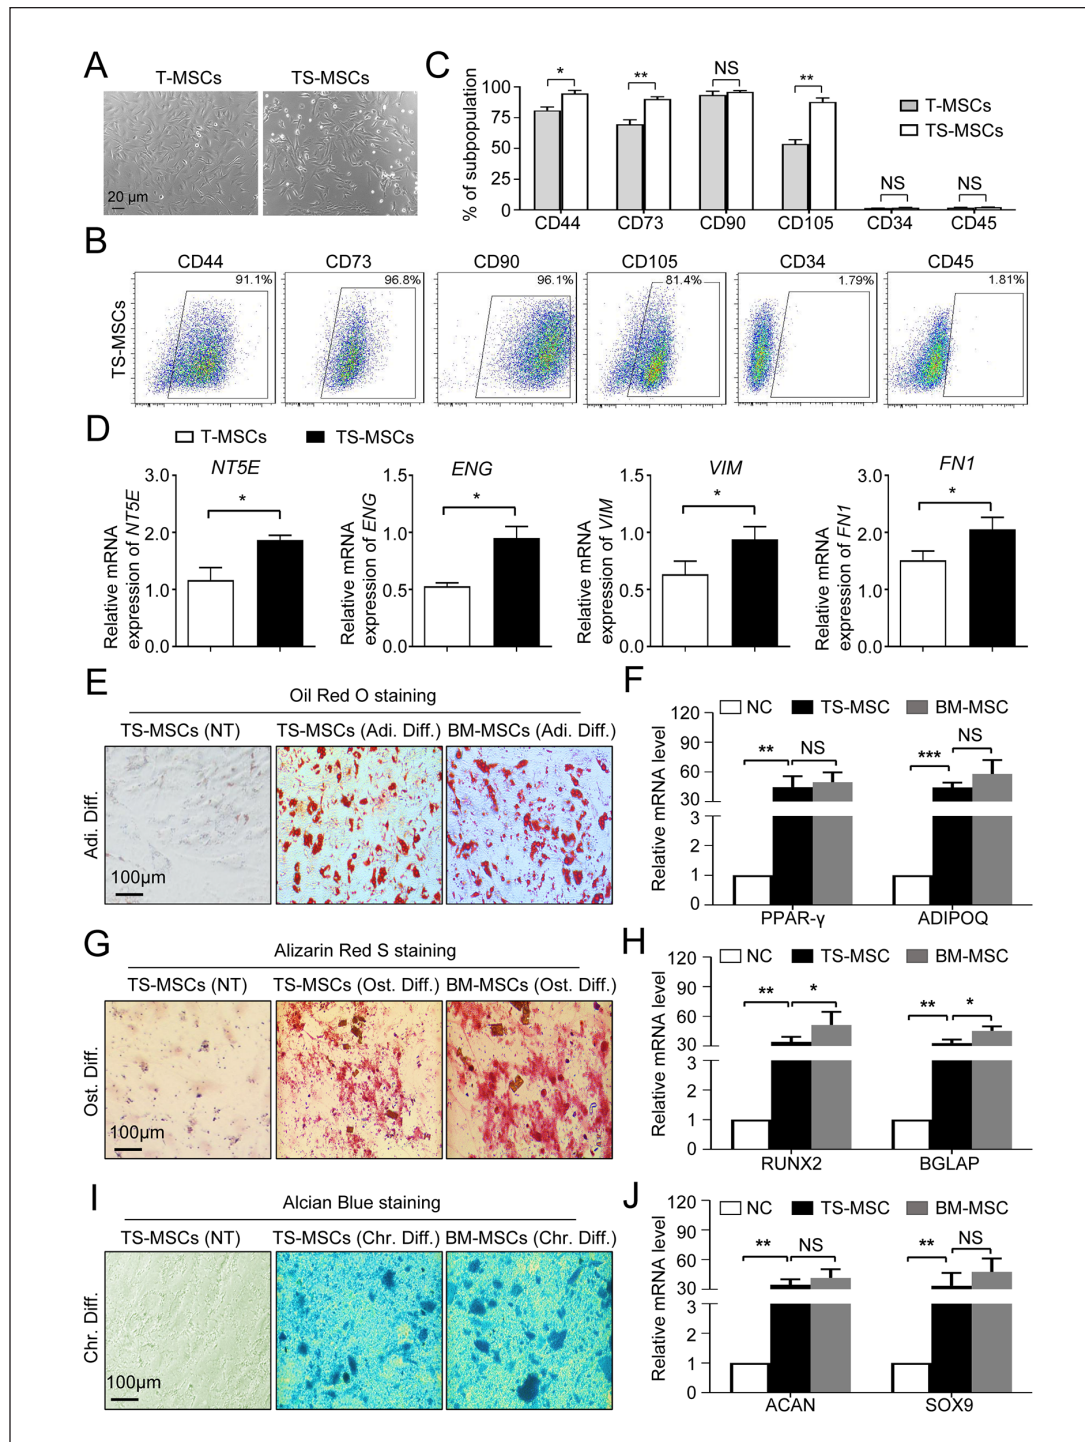 A
T-MSCs
TS-MSCs
20 µm
C
% of subpopulation
100
75
50
25
0
*
**
NS
**
NS
NS
T-MSCs
TS-MSCs
CD44
CD73
CD90
CD105
CD34
CD45
B
TS-MSCs
CD44
CD73
CD90
CD105
CD34
CD45
91.1%
96.8%
96.1%
81.4%
1.79%
1.81%
D
T-MSCs
TS-MSCs
NT5E
Relative mRNA
expression of NT5E
3.0
2.0
1.0
0.0
*
ENG
Relative mRNA
expression of ENG
1.5
1.0
0.5
0.0
*
VIM
Relative mRNA
expression of VIM
1.5
1.0
0.5
0.0
*
FN1
Relative mRNA
expression of FN1
3.0
2.0
1.0
0.0
*
E
Oil Red O staining
TS-MSCs (NT)
TS-MSCs (Adi. Diff.)
BM-MSCs (Adi. Diff.)
Adi. Diff.
100µm
F
NC
TS-MSC
BM-MSC
Relative mRNA level
120
90
60
30
3
2
1
0
**
NS
***
NS
PPAR-γ
ADIPOQ
G
Alizarin Red S staining
TS-MSCs (NT)
TS-MSCs (Ost. Diff.)
BM-MSCs (Ost. Diff.)
Ost. Diff.
100µm
H
NC
TS-MSC
BM-MSC
Relative mRNA level
120
90
60
30
3
2
1
0
**
*
**
*
RUNX2
BGLAP
I
Alcian Blue staining
TS-MSCs (NT)
TS-MSCs (Chr. Diff.)
BM-MSCs (Chr. Diff.)
Chr. Diff.
100µm
J
NC
TS-MSC
BM-MSC
Relative mRNA level
120
90
60
30
3
2
1
0
**
NS
**
NS
ACAN
SOX9